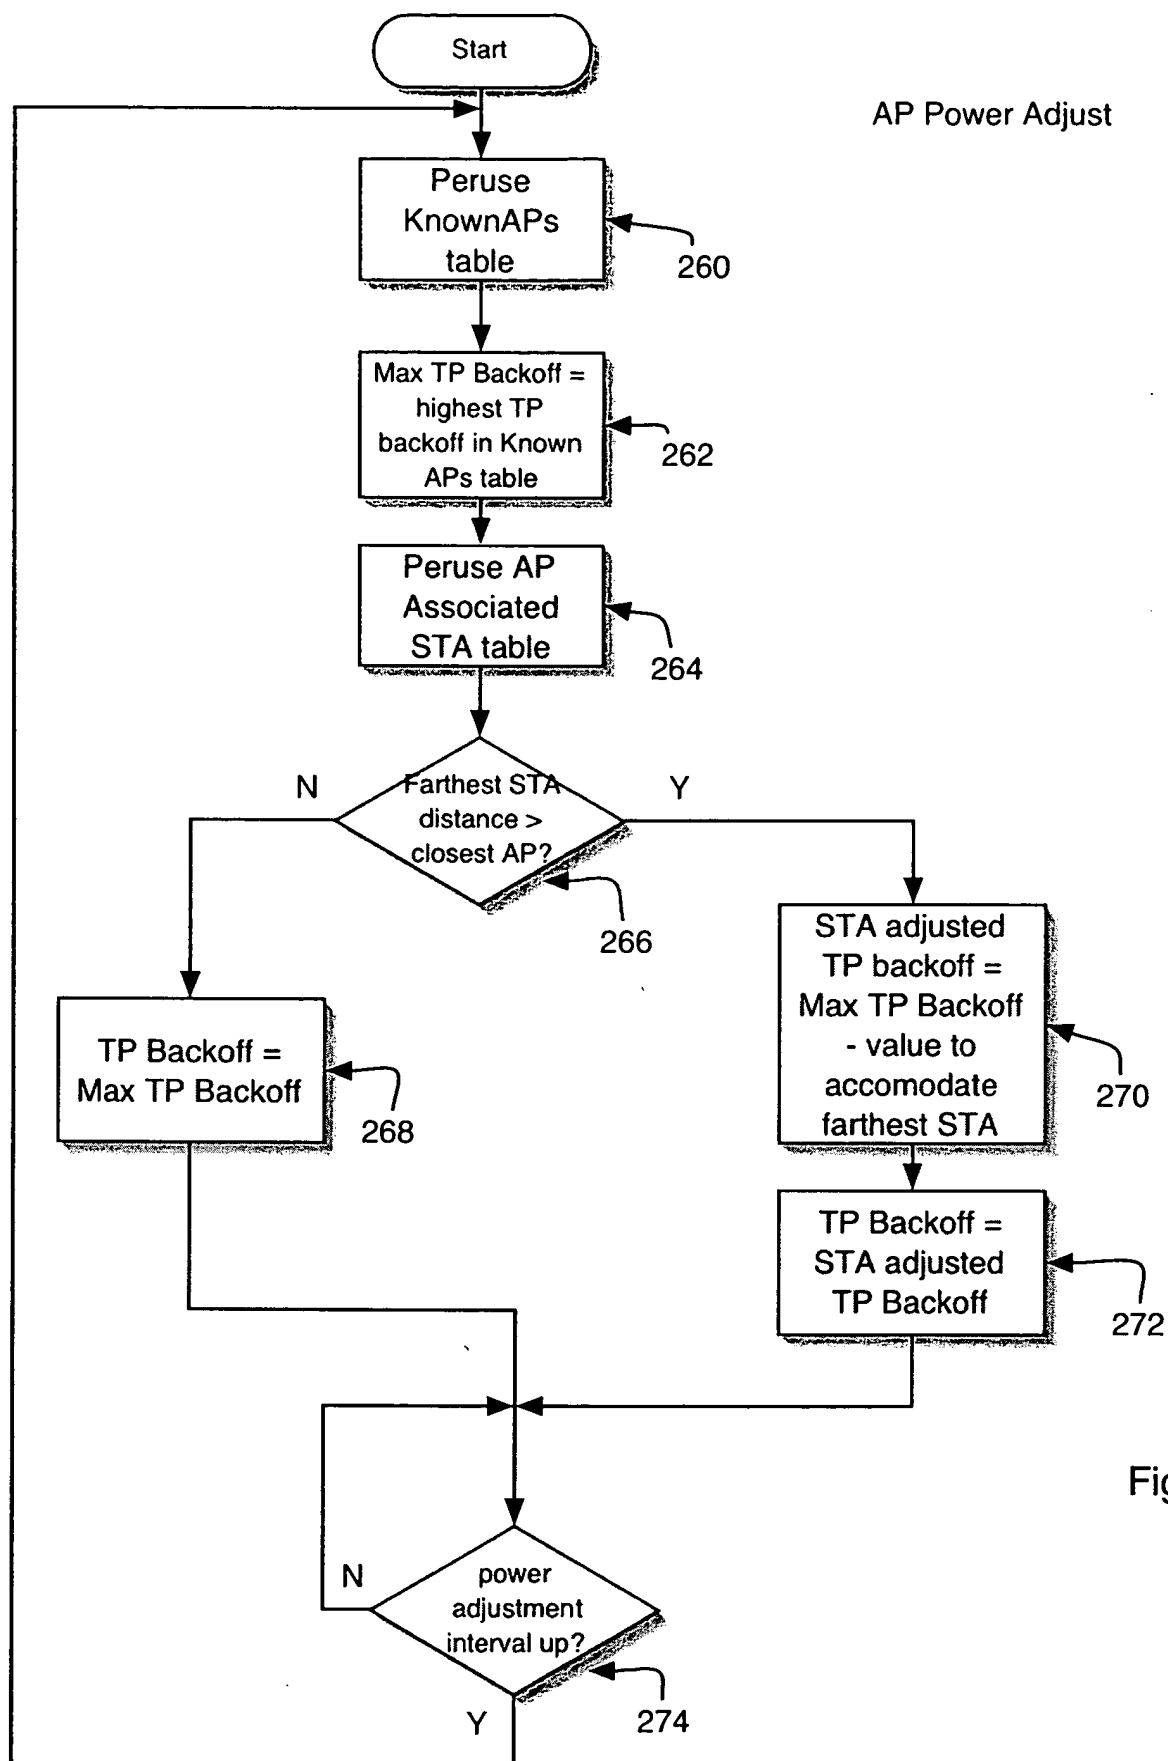 Start
AP Power Adjust
Peruse
KnownAPs
table
260
Max TP Backoff =
highest TP
backoff in Known
APs table
262
Peruse AP
Associated
STA table
264
N
Farthest STA
distance >
closest AP?
Y
266
STA adjusted
TP backoff =
Max TP Backoff
- value to
accomodate
farthest STA
270
TP Backoff =
Max TP Backoff
268
TP Backoff =
STA adjusted
TP Backoff
272
Fig
N
power
adjustment
interval up?
274
Y